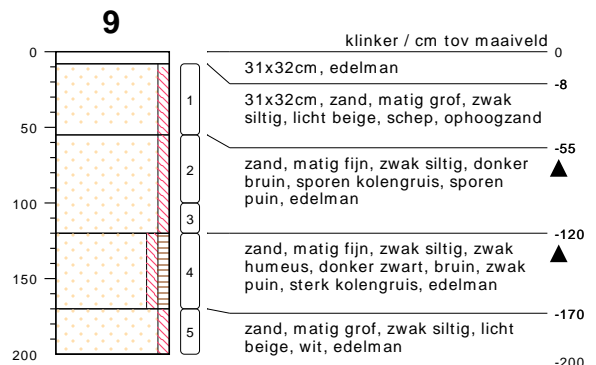 9
klinker / cm tov maaiveld
0
0
31x32cm, edelman
-8
1
31x32cm, zand, matig grof, zwak
siltig, licht beige, schep, ophoogzand
50
-55
2
zand, matig fijn, zwak siltig, donker
bruin, sporen kolengruis, sporen
puin, edelman
100
3
-120
4
zand, matig fijn, zwak siltig, zwak
humeus, donker zwart, bruin, zwak
puin, sterk kolengruis, edelman
150
-170
5
zand, matig grof, zwak siltig, licht
beige, wit, edelman
200
-200